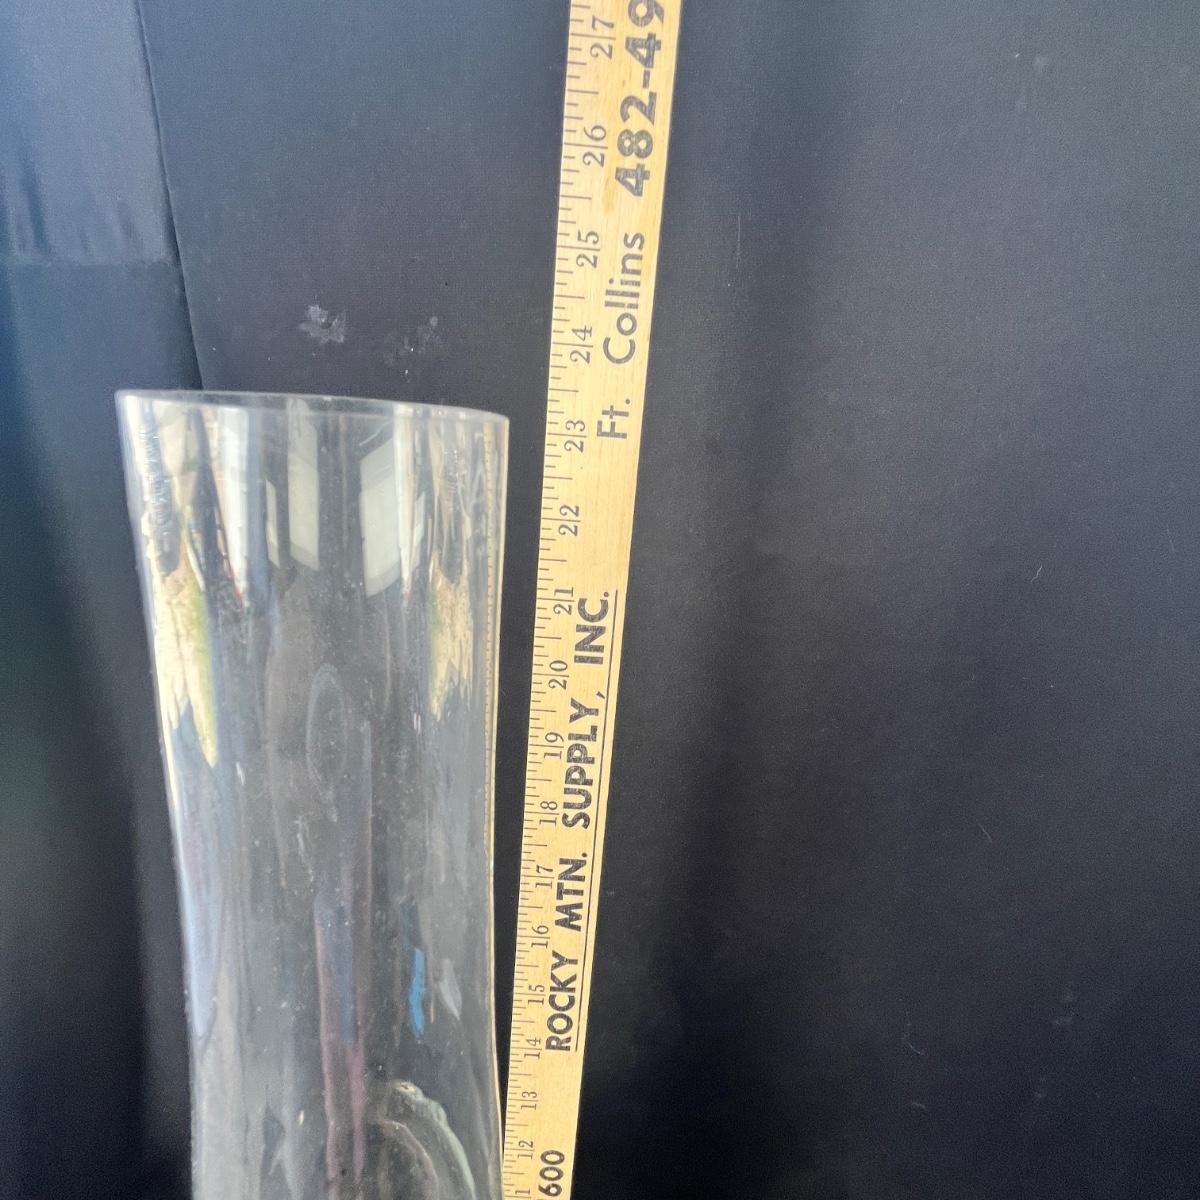 600 ROCKY MTN. SUPPLY, INC. Ft. Collins 482-49
12 13 14 15 16 17 18 19 20 21 22 23 24 25 26 27